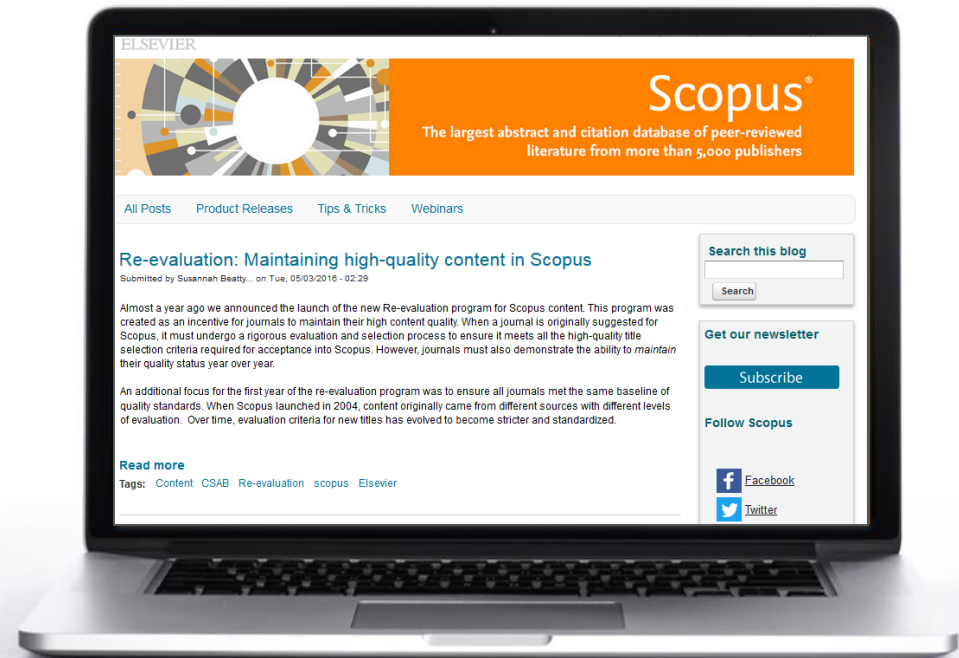 ELSEVIER
Scopus®
The largest abstract and citation database of peer-reviewed
literature from more than 5,000 publishers
All Posts Product Releases Tips & Tricks Webinars
Re-evaluation: Maintaining high-quality content in Scopus
Submitted by Susannah Beatty... on Tue, 05/03/2016 - 02:29
Almost a year ago we announced the launch of the new Re-evaluation program for Scopus content. This program was
created as an incentive for journals to maintain their high content quality. When a journal is originally suggested for
Scopus, it must undergo a rigorous evaluation and selection process to ensure it meets all the high-quality title
selection criteria required for acceptance into Scopus. However, journals must also demonstrate the ability to maintain
their quality status year over year.
An additional focus for the first year of the re-evaluation program was to ensure all journals met the same baseline of
quality standards. When Scopus launched in 2004, content originally came from different sources with different levels
of evaluation. Over time, evaluation criteria for new titles has evolved to become stricter and standardized.
Read more
Tags: Content CSAB Re-evaluation scopus Elsevier
Search this blog
Search
Get our newsletter
Subscribe
Follow Scopus
Facebook
Twitter